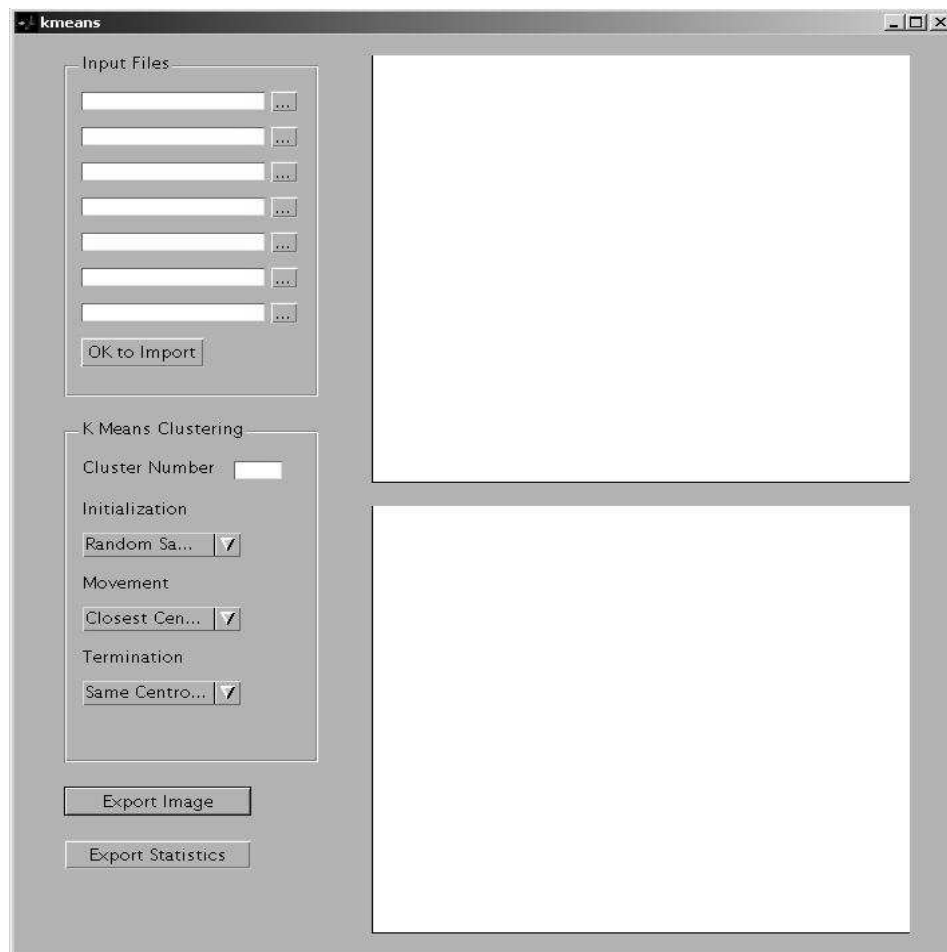 kmeans
Input Files
...
...
...
...
...
...
...
OK to Import
K Means Clustering
Cluster Number
Initialization
Random Sa...
Movement
Closest Cen...
Termination
Same Centro...
Export Image
Export Statistics